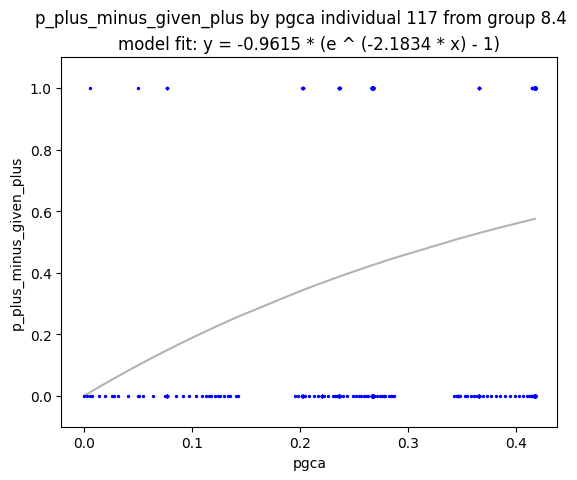 p_plus_minus_given_plus by pgca individual 117 from group 8.4
model fit: y = -0.9615 * (e ^ (-2.1834 * x) - 1)
1.0
0.8
0.6
0.4
0.2
0.0
p_plus_minus_given_plus
0.0 0.1 0.2 0.3 0.4
pgca